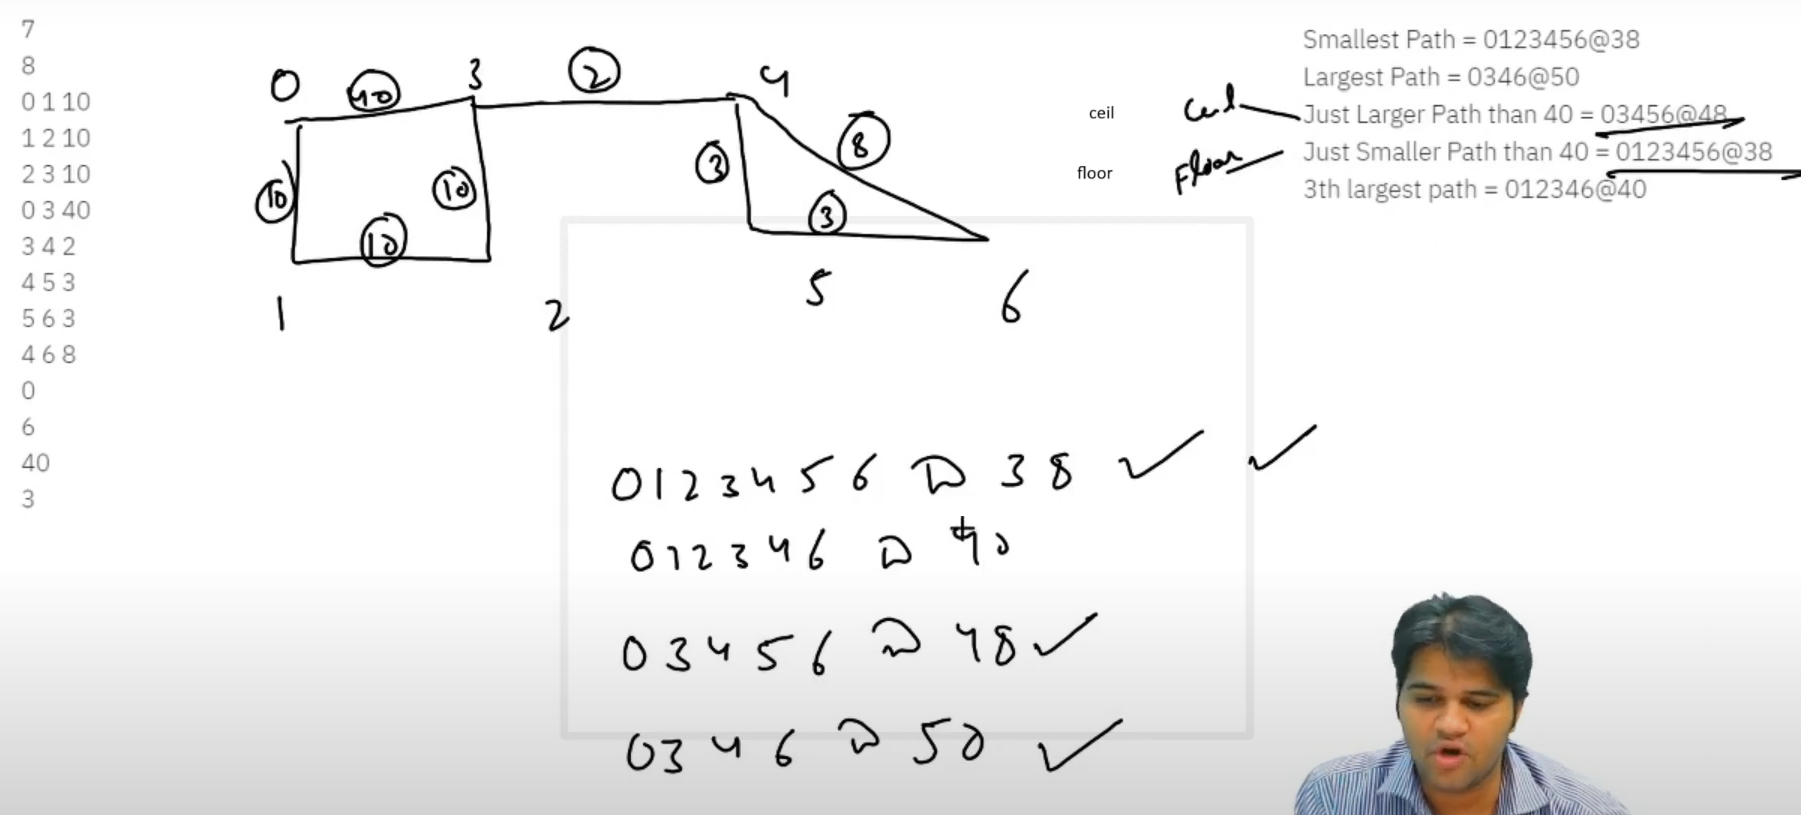 7
8
0 1 10
1 2 10
2 3 10
0 3 40
3 4 2
4 5 3
5 6 3
4 6 8
0
6
40
3
0 40 3 2 4
10 10 10 3 8 3
1 2 5 6
Smallest Path = 0123456@38
Largest Path = 0346@50
ceil Ceil Just Larger Path than 40 = 03456@48
floor Floor Just Smaller Path than 40 = 0123456@38
3th largest path = 012346@40
0123456 @ 38
012346 @ 40
03456 @ 48
0346 @ 50